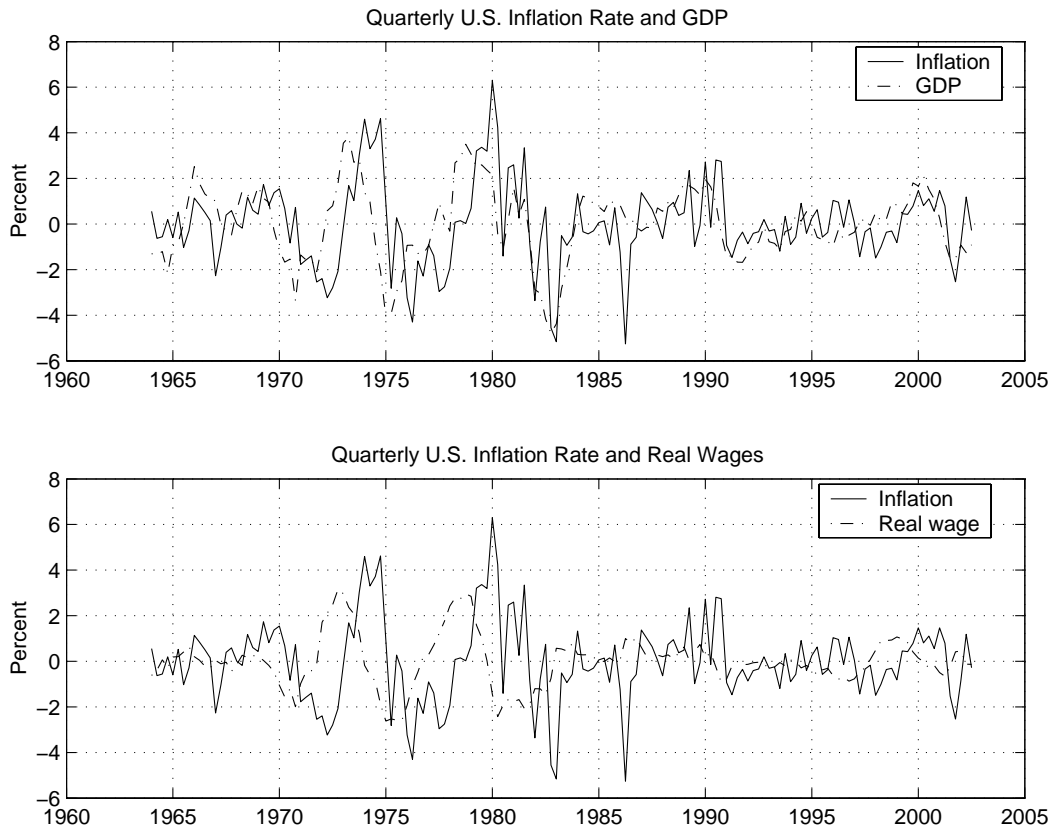 Quarterly U.S. Inflation Rate and GDP
8
6
4
2
0
−2
−4
−6
Percent
Inflation
GDP
1960 1965 1970 1975 1980 1985 1990 1995 2000 2005
Quarterly U.S. Inflation Rate and Real Wages
8
6
4
2
0
−2
−4
−6
Percent
Inflation
Real wage
1960 1965 1970 1975 1980 1985 1990 1995 2000 2005